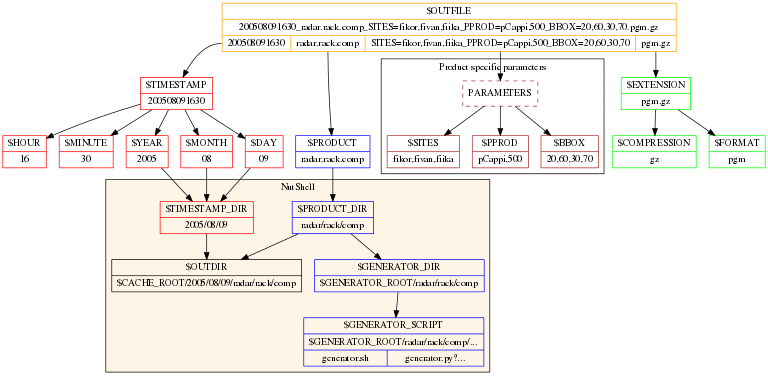 $OUTFILE
200508091630_radar.rack.comp_SITES=fikor,fivan,fiika_PPROD=pCappi,500_BBOX=20,60,30,70.pgm.gz
200508091630 radar.rack.comp SITES=fikor,fivan,fiika_PPROD=pCappi,500_BBOX=20,60,30,70 pgm.gz
Product specific parameters
$TIMESTAMP
200508091630
PARAMETERS
$EXTENSION
pgm.gz
$HOUR $MINUTE $YEAR $MONTH $DAY $PRODUCT $SITES $PPROD $BBOX $COMPRESSION $FORMAT
16 30 2005 08 09 radar.rack.comp fikor,fivan,fiika pCappi,500 20,60,30,70 gz pgm
NutShell
$TIMESTAMP_DIR $PRODUCT_DIR
2005/08/09 radar/rack/comp
$OUTDIR $GENERATOR_DIR
$CACHE_ROOT/2005/08/09/radar/rack/comp $GENERATOR_ROOT/radar/rack/comp
$GENERATOR_SCRIPT
$GENERATOR_ROOT/radar/rack/comp/...
generator.sh generator.py?...